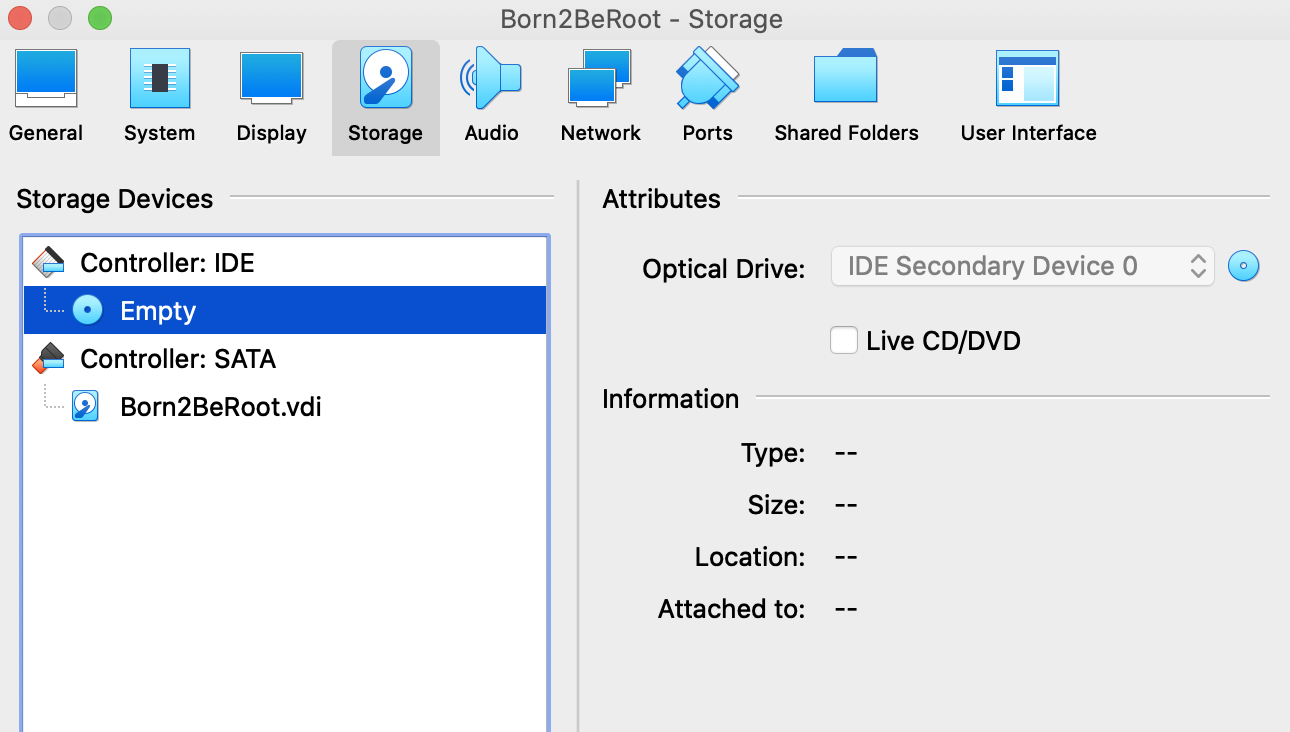 Born2BeRoot - Storage
General System Display Storage Audio Network Ports Shared Folders User Interface
Storage Devices
Controller: IDE
Empty
Controller: SATA
Born2BeRoot.vdi
Attributes
Optical Drive: IDE Secondary Device 0
Live CD/DVD
Information
Type: --
Size: --
Location: --
Attached to: --